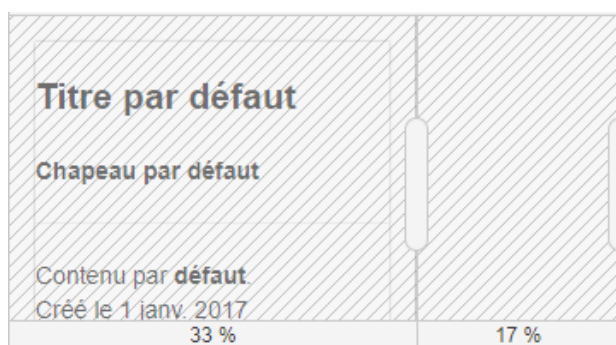 Titre par défaut
Chapeau par défaut
Contenu par défaut.
Créé le 1 janv. 2017
33 %
17 %